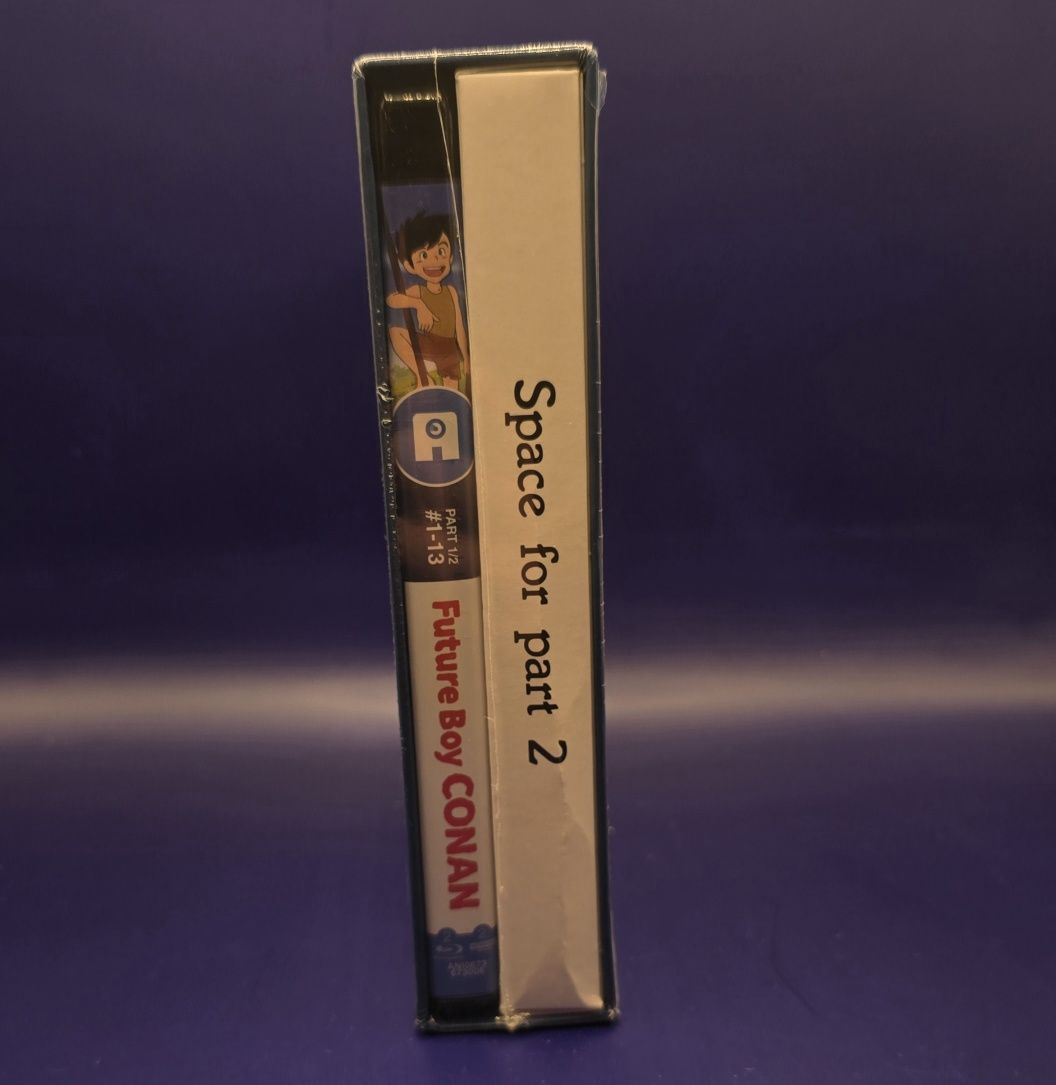 PART 1/2
#1-13
Future Boy CONAN
Space for part 2